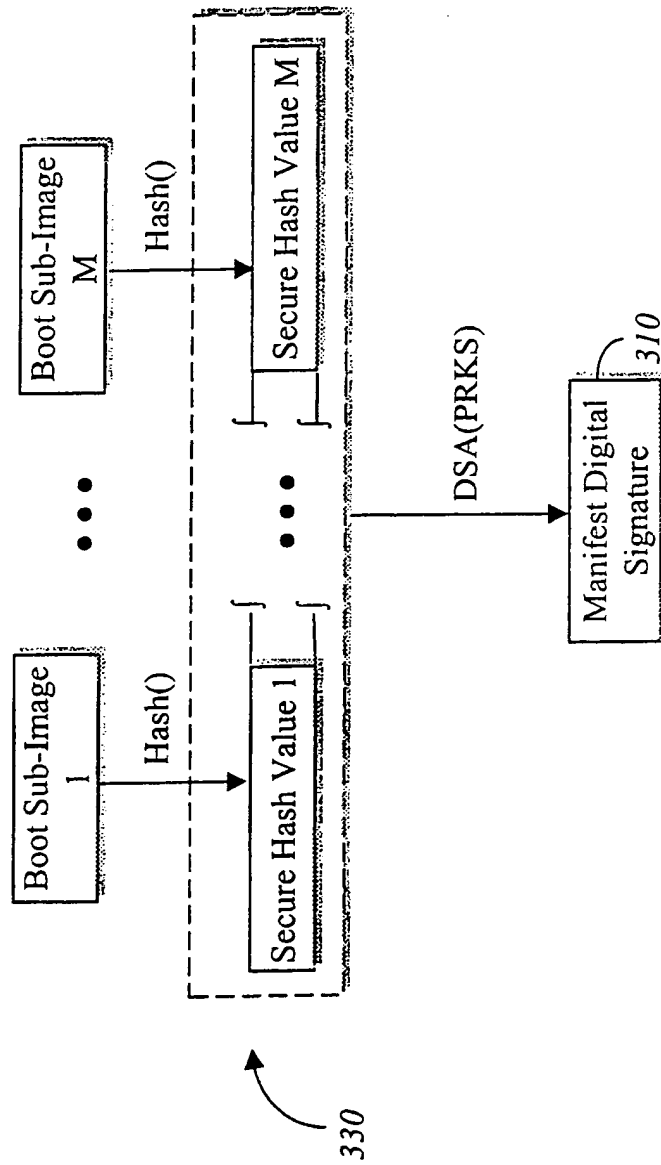 Boot Sub-Image
1
Boot Sub-Image
M
Hash()
Hash()
Secure Hash Value 1
Secure Hash Value M
330
DSA(PRKS)
Manifest Digital
Signature
310